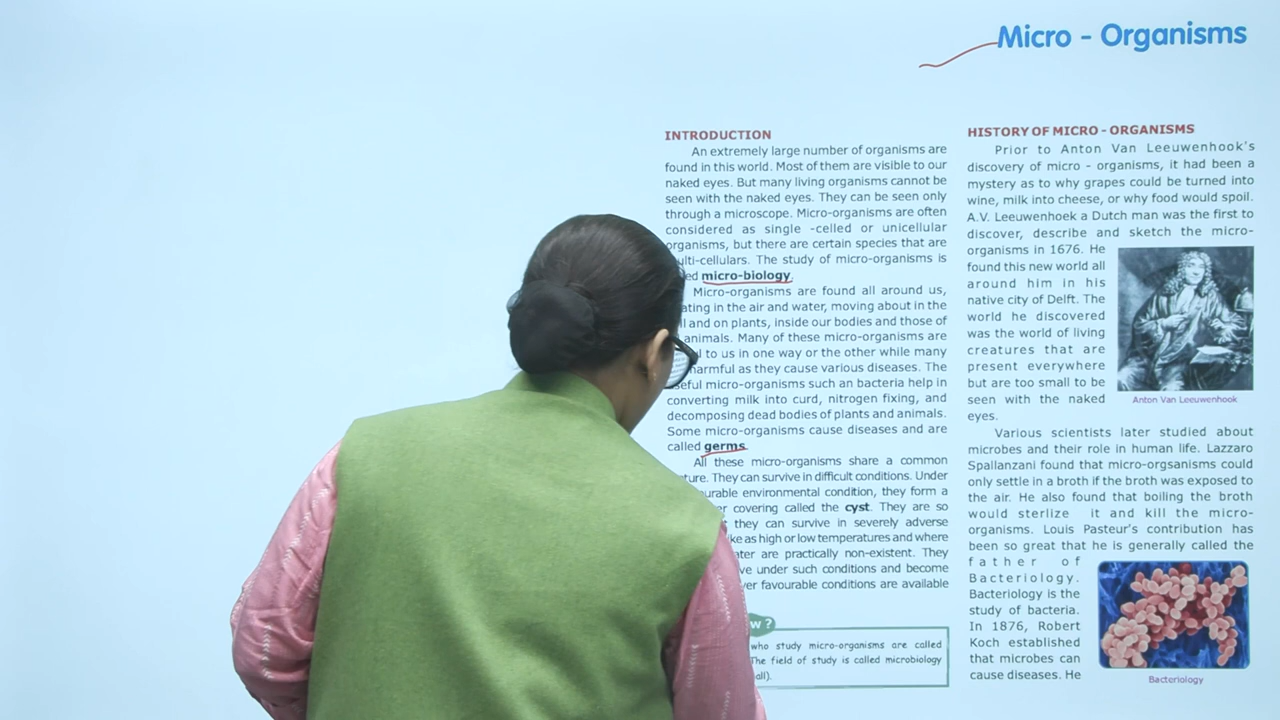 Micro - Organisms
INTRODUCTION
An extremely large number of organisms are
found in this world. Most of them are visible to our
naked eyes. But many living organisms cannot be
seen with the naked eyes. They can be seen only
through a microscope. Micro-organisms are often
considered as single -celled or unicellular
organisms, but there are certain species that are
The study of micro-organisms is
micro-biology.
Micro-organisms are found all around us,
in the air and water, moving about in the
and on plants, inside our bodies and those of
animals. Many of these micro-organisms are
to us in one way or the other while many
harmful as they cause various diseases. The
micro-organisms such an bacteria help in
converting milk into curd, nitrogen fixing, and
decomposing dead bodies of plants and animals.
Some micro-organisms cause diseases and are
called germs.
All these micro-orgnisms share a common
They can survive in difficult conditions. Under
environmental condition, they form a
covering called the cyst. They are so
they can survive in severely adverse
as high or low temperatures and where
are practically non-existent. They
under such conditions and become
favourable conditions are available
w ?
who study micro-organisms are called
The field of study is called microbiology
HISTORY OF MICRO - ORGANISMS
Prior to Anton Van Leeuwenhook's
discovery of micro - organisms, it had been a
mystery as to why grapes could be turned into
wine, milk into cheese, or why food would spoil.
A.V. Leeuwenhoek a Dutch man was the first to
discover, describe and sketch the micro-
organisms in 1676. He
found this new world all
around him in his
native city of Delft. The
world he discovered
was the world of living
creatures that are
present everywhere
but are too small to be
seen with the naked
eyes.
Anton Van Leeuwenhook
Various scientists later studied about
microbes and their role in human life. Lazzaro
Spallanzani found that micro-orgsanisms could
only settle in a broth if the broth was exposed to
the air. He also found that boiling the broth
would sterlize it and kill the micro-
organisms. Louis Pasteur's contribution has
been so great that he is generally called the
father of
Bacteriology.
Bacteriology is the
study of bacteria.
In 1876, Robert
Koch established
that microbes can
cause diseases. He
Bacteriology